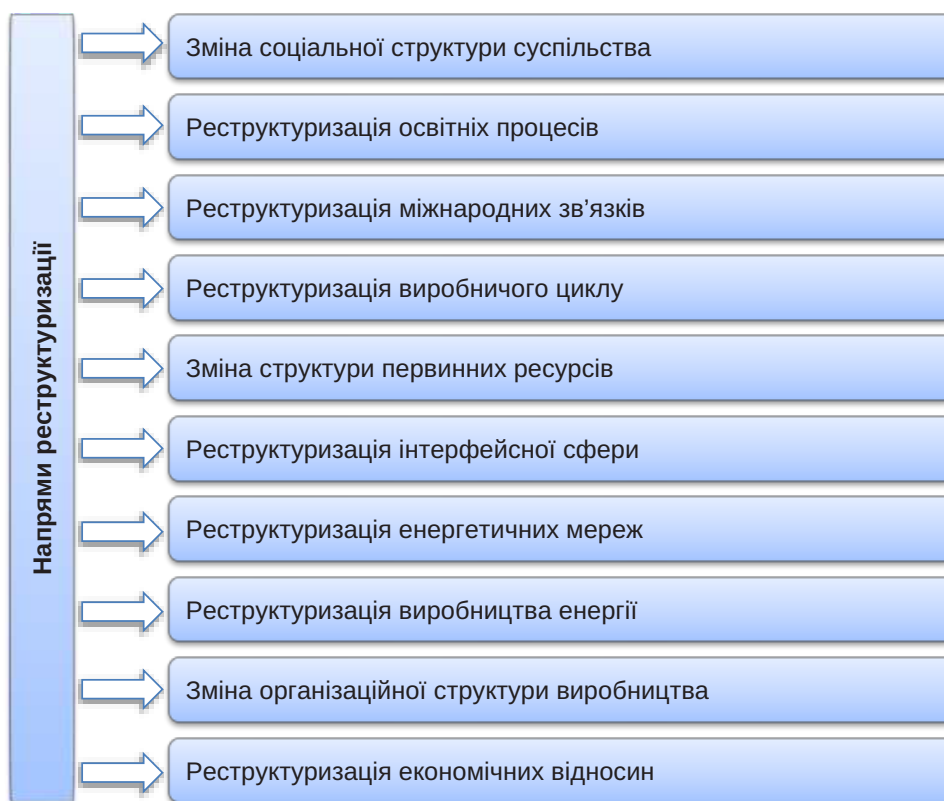 Напрями реструктуризації
Зміна соціальної структури суспільства
Реструктуризація освітніх процесів
Реструктуризація міжнародних зв’язків
Реструктуризація виробничого циклу
Зміна структури первинних ресурсів
Реструктуризація інтерфейсної сфери
Реструктуризація енергетичних мереж
Реструктуризація виробництва енергії
Зміна організаційної структури виробництва
Реструктуризація економічних відносин